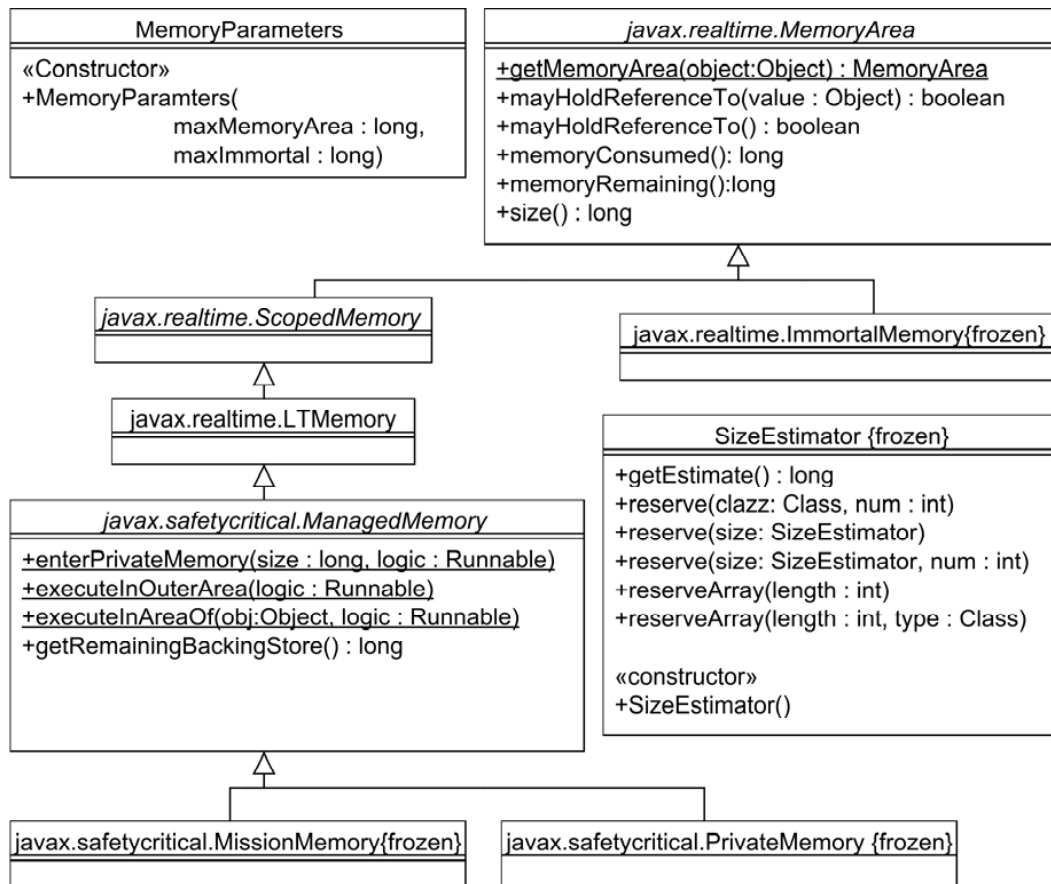 MemoryParameters
«Constructor»
+MemoryParamters(
maxMemoryArea : long,
maxImmortal : long)
javax.realtime.MemoryArea
+getMemoryArea(object:Object) : MemoryArea
+mayHoldReferenceTo(value : Object) : boolean
+mayHoldReferenceTo() : boolean
+memoryConsumed(): long
+memoryRemaining():long
+size() : long
javax.realtime.ScopedMemory
javax.realtime.ImmortalMemory{frozen}
javax.realtime.LTMemory
SizeEstimator {frozen}
+getEstimate() : long
+reserve(clazz: Class, num : int)
+reserve(size: SizeEstimator)
+reserve(size: SizeEstimator, num : int)
+reserveArray(length : int)
+reserveArray(length : int, type : Class)
«constructor»
+SizeEstimator()
javax.safetycritical.ManagedMemory
+enterPrivateMemory(size : long, logic : Runnable)
+executeInOuterArea(logic : Runnable)
+executeInAreaOf(obj:Object, logic : Runnable)
+getRemainingBackingStore() : long
javax.safetycritical.MissionMemory{frozen}
javax.safetycritical.PrivateMemory {frozen}